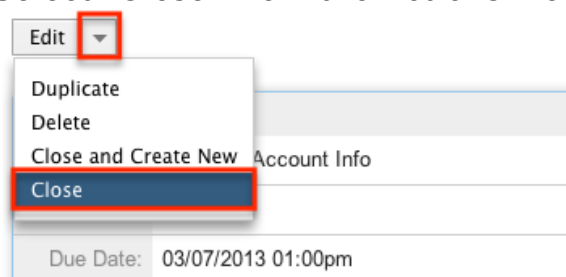 Edit
Duplicate
Delete
Close and Create New
Account Info
Close
Due Date: 03/07/2013 01:00pm